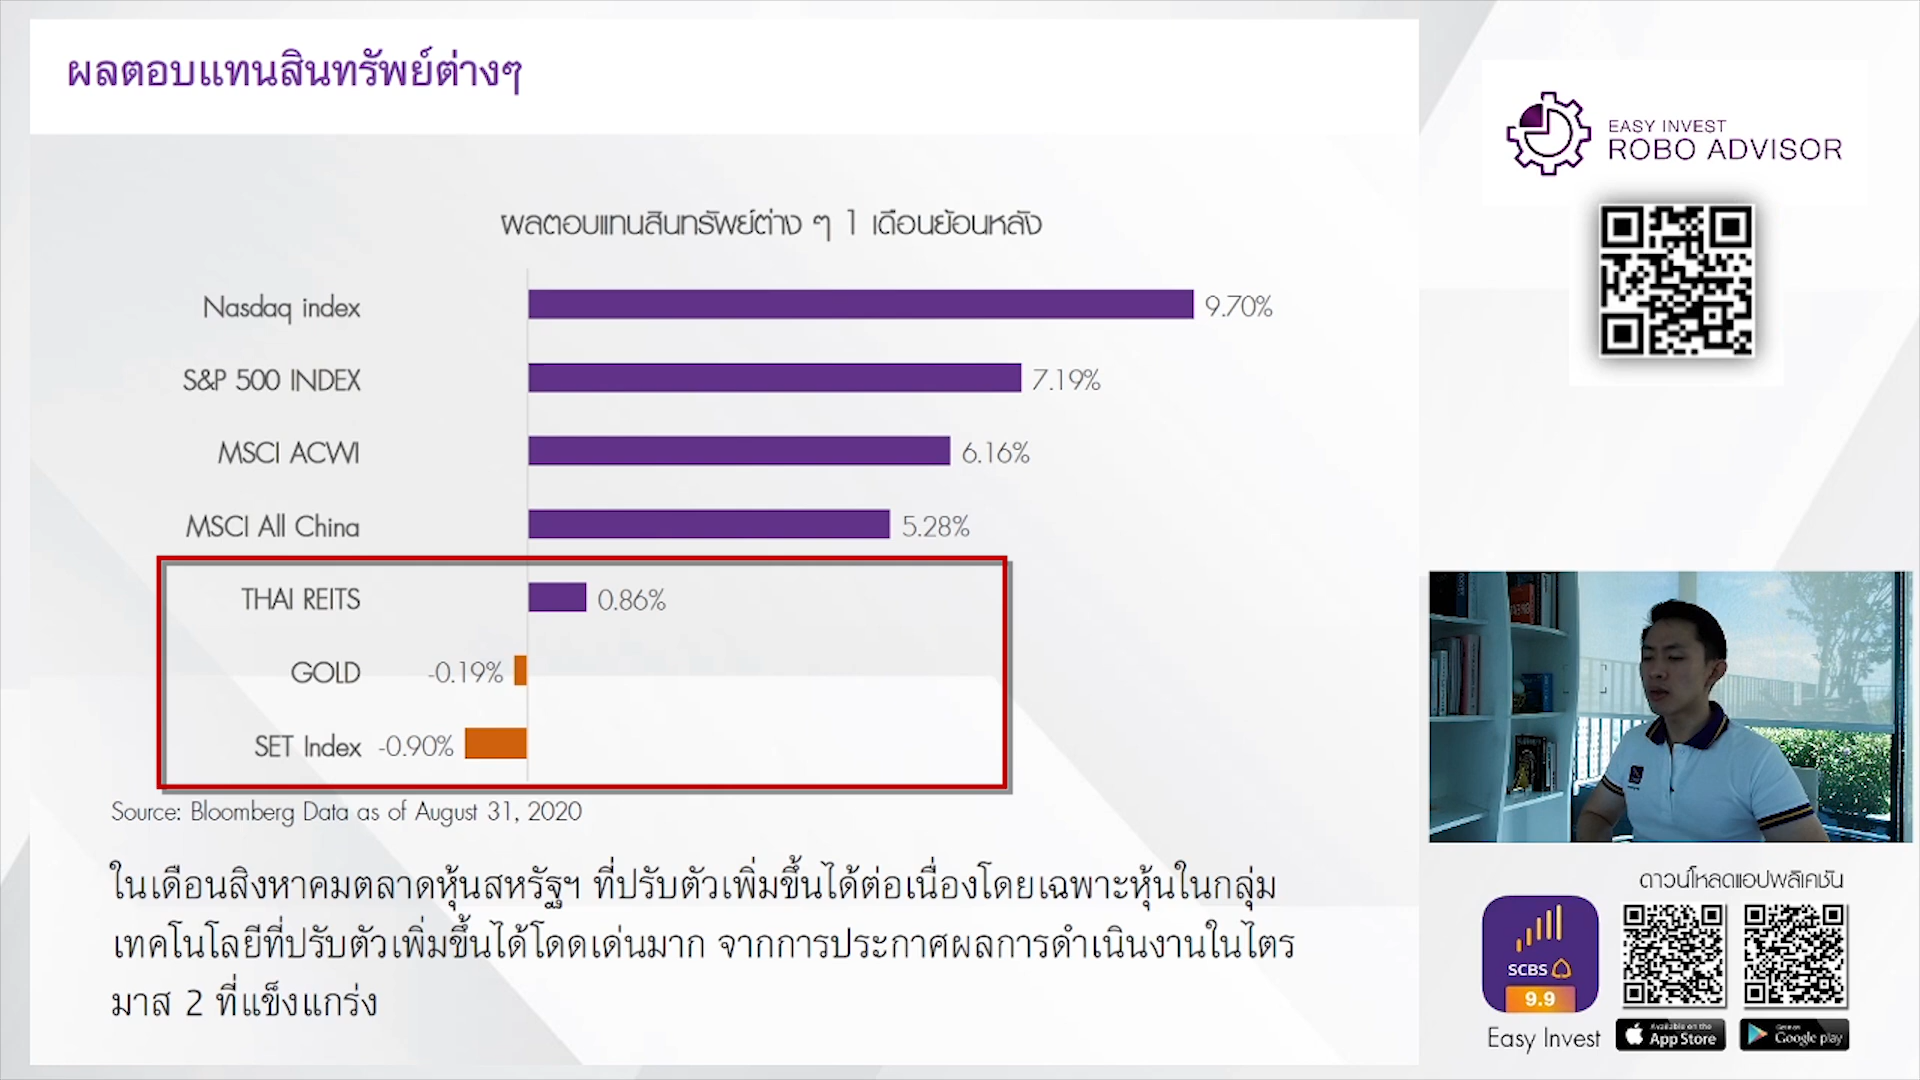 ผลตอบแทนสินทรัพย์ต่างๆ
EASY INVEST
ROBO ADVISOR
ผลตอบแทนสินทรัพย์ต่าง ๆ 1 เดือนย้อนหลัง
Nasdaq index 9.70%
S&P 500 INDEX 7.19%
MSCI ACWI 6.16%
MSCI All China 5.28%
THAI REITS 0.86%
GOLD -0.19%
SET Index -0.90%
Source: Bloomberg Data as of August 31, 2020
ในเดือนสิงหาคมตลาดหุ้นสหรัฐฯ ที่ปรับตัวเพิ่มขึ้นได้ต่อเนื่องโดยเฉพาะหุ้นในกลุ่ม
เทคโนโลยีที่ปรับตัวเพิ่มขึ้นได้โดดเด่นมาก จากการประกาศผลการดำเนินงานในไตร
มาส 2 ที่แข็งแกร่ง
ดาวน์โหลดแอปพลิเคชัน
SCBS
9.9
Easy Invest
Available on the
App Store
Google play